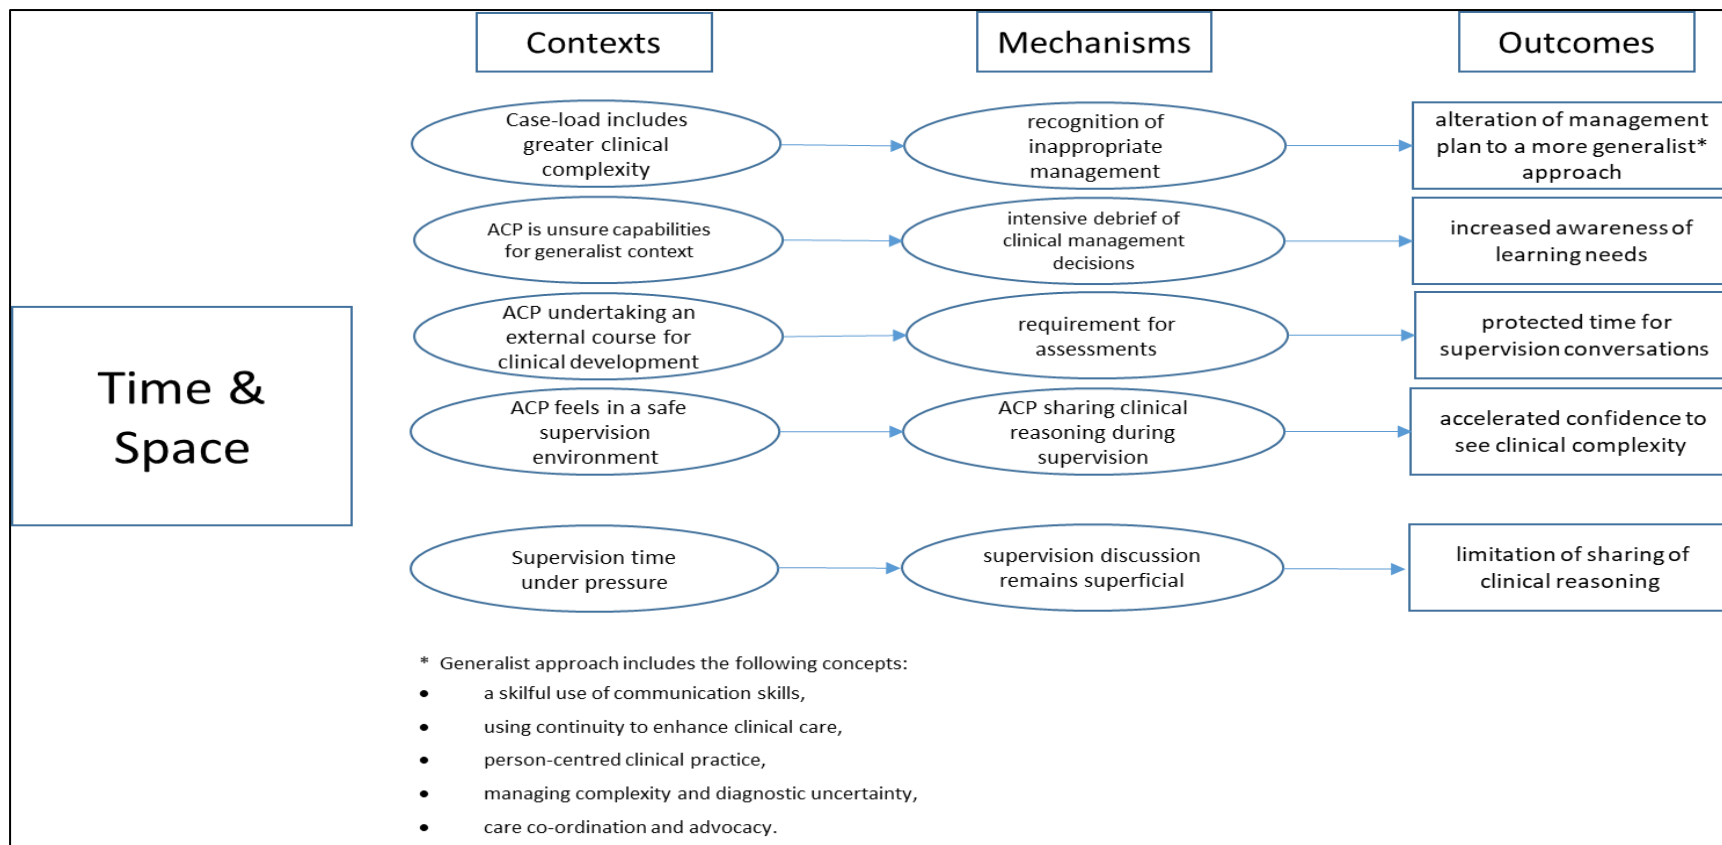 Contexts
Mechanisms
Outcomes
Time &
Space
Case-load includes
greater clinical
complexity
recognition of
inappropriate
management
alteration of management
plan to a more generalist*
approach
ACP is unsure capabilities
for generalist context
intensive debrief of
clinical management
decisions
increased awareness of
learning needs
ACP undertaking an
external course for
clinical development
requirement for
assessments
protected time for
supervision conversations
ACP feels in a safe
supervision
environment
ACP sharing clinical
reasoning during
supervision
accelerated confidence to
see clinical complexity
Supervision time
under pressure
supervision discussion
remains superficial
limitation of sharing of
clinical reasoning
* Generalist approach includes the following concepts:
• a skilful use of communication skills,
• using continuity to enhance clinical care,
• person-centred clinical practice,
• managing complexity and diagnostic uncertainty,
• care co-ordination and advocacy.